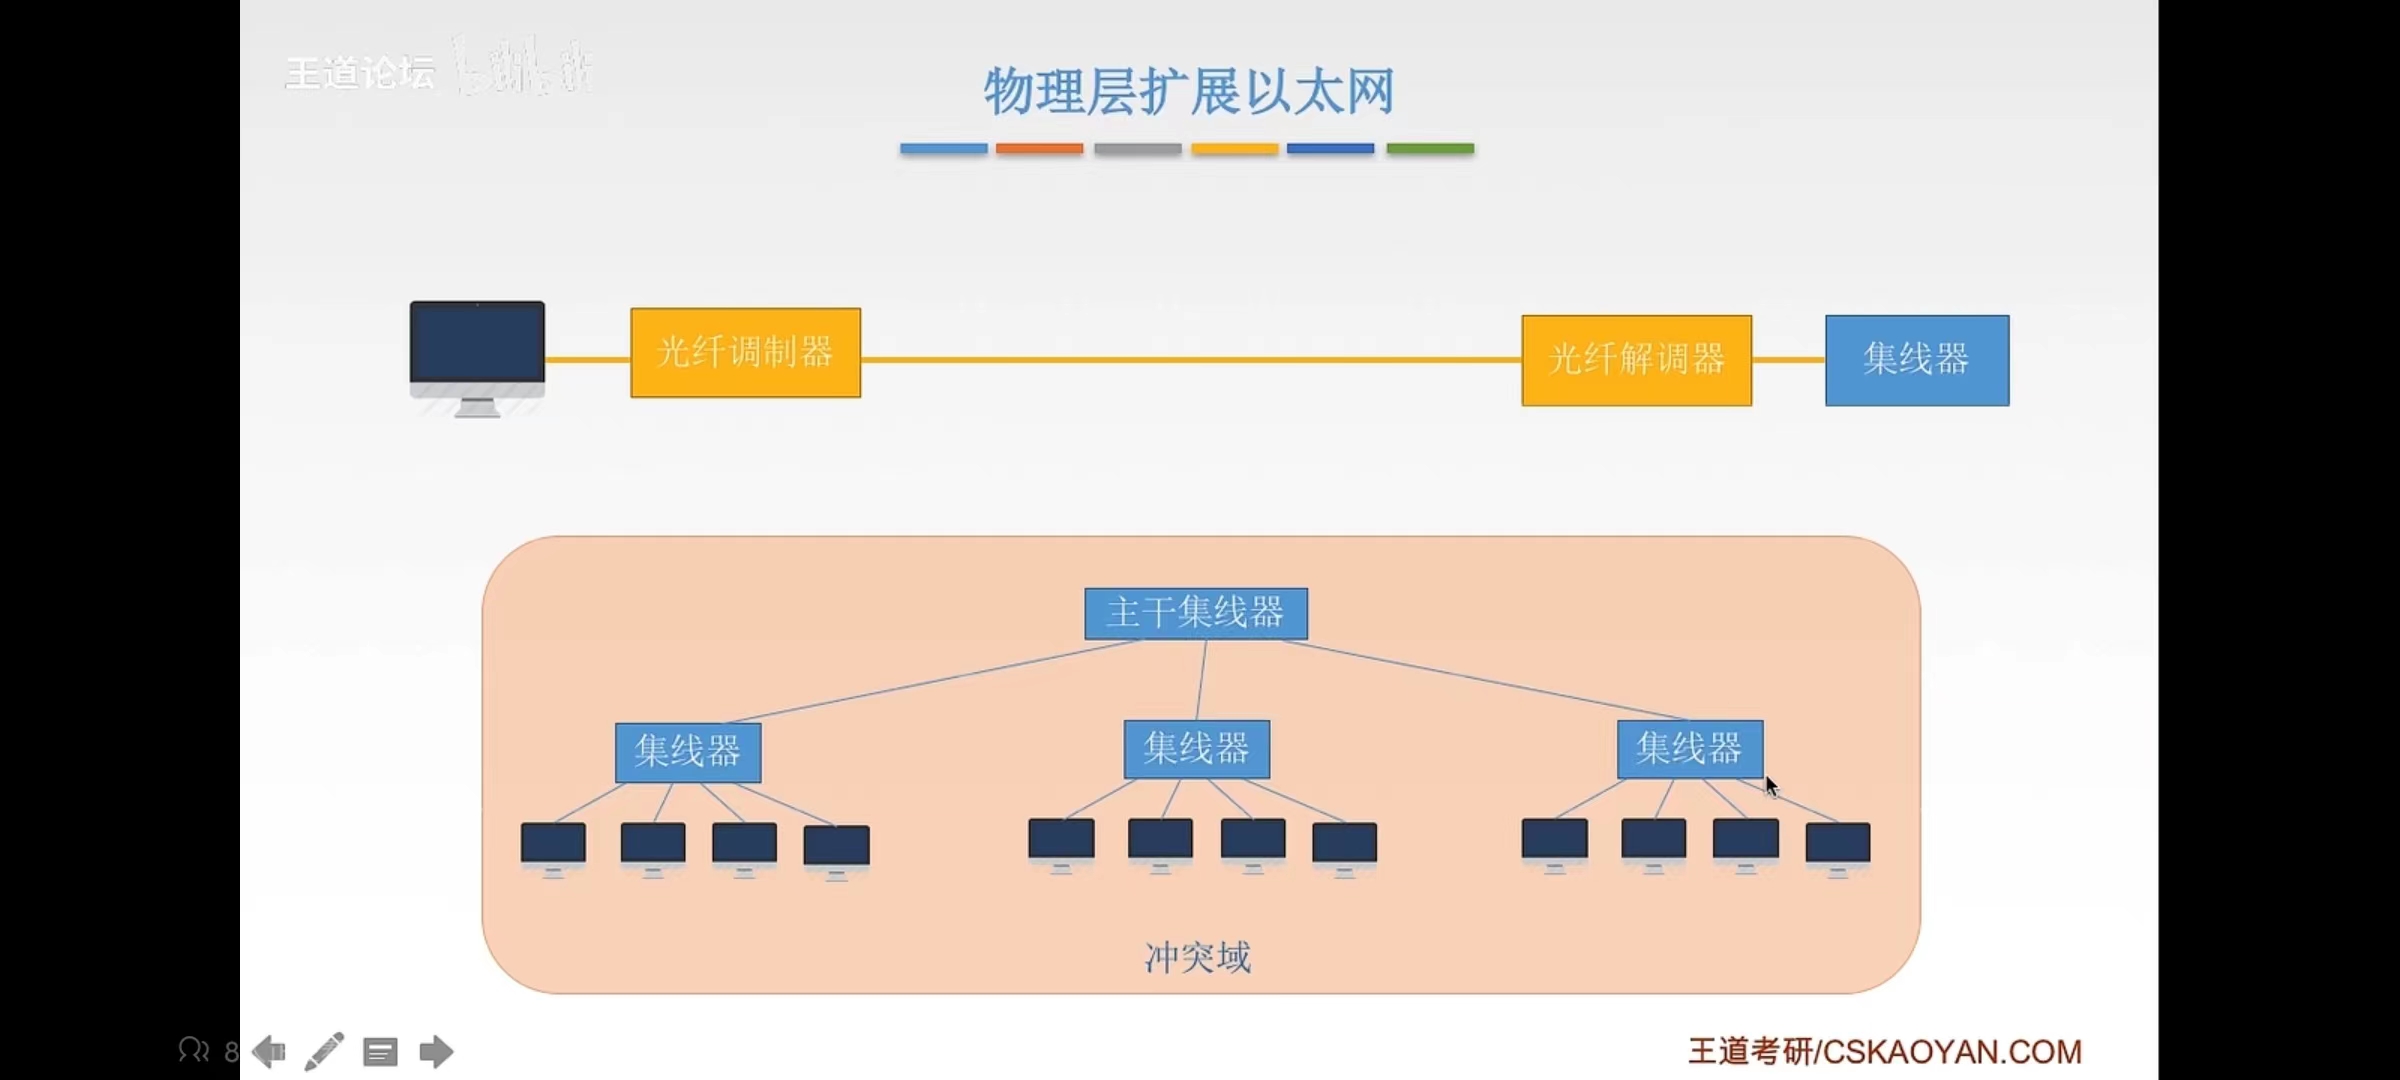 王道论坛 bilibili
物理层扩展以太网
光纤调制器
光纤解调器
集线器
主干集线器
集线器
集线器
集线器
冲突域
8
王道考研/CSKAOYAN.COM